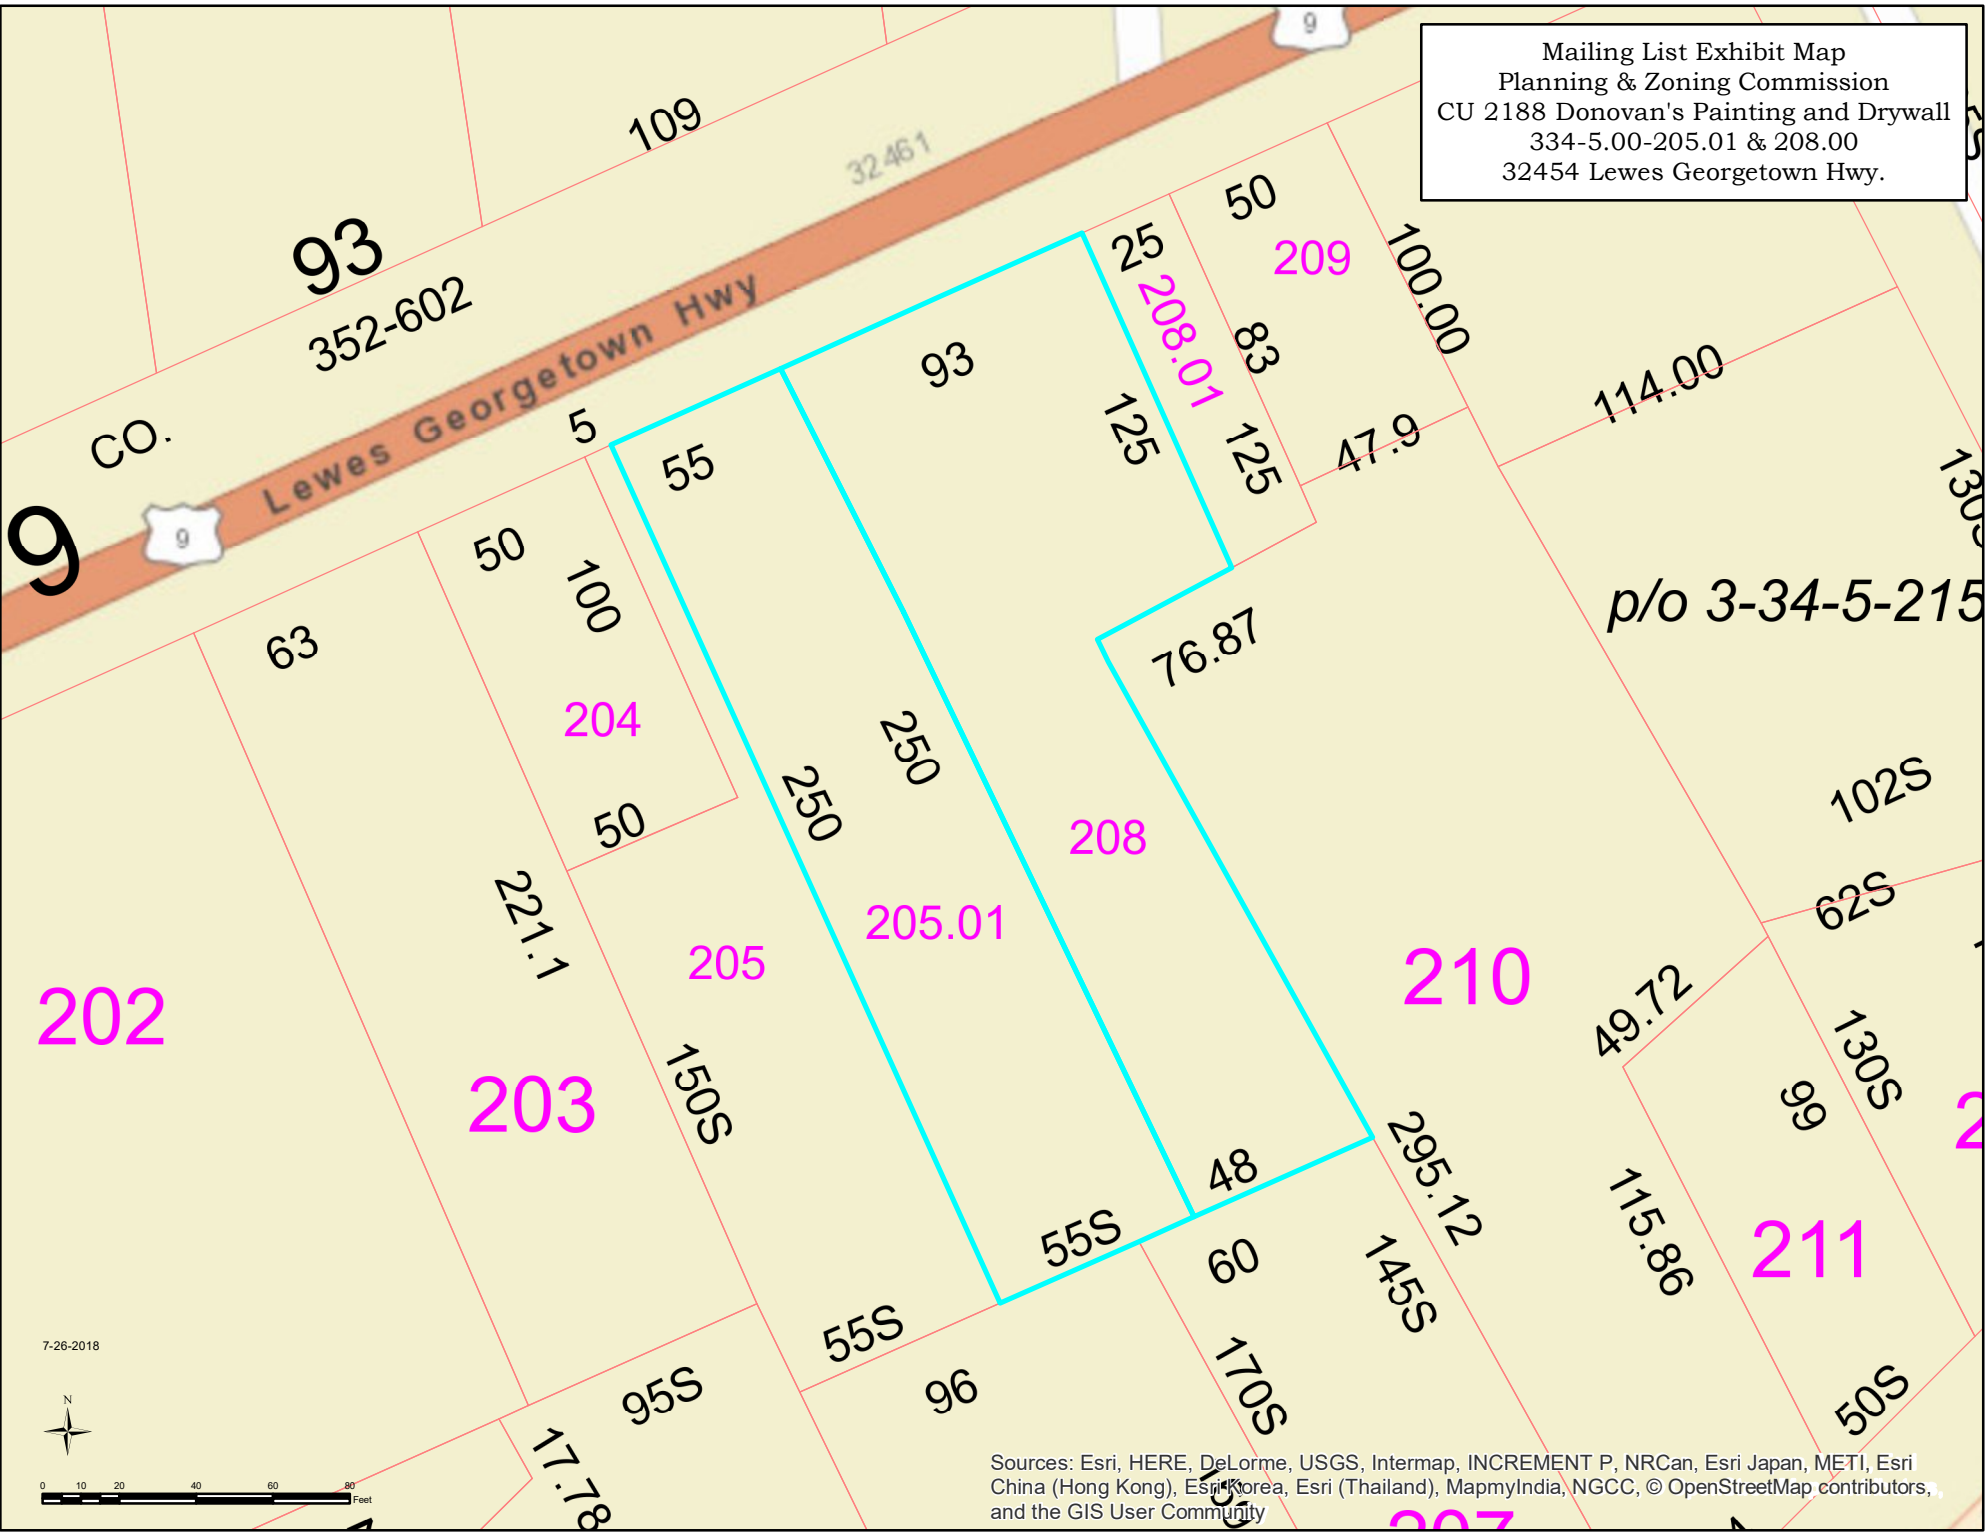 9
Mailing List Exhibit Map
Planning & Zoning Commission
CU 2188 Donovan's Painting and Drywall
334-5.00-205.01 & 208.00
32454 Lewes Georgetown Hwy.
109
32461
93
352-602
CO.
Lewes Georgetown Hwy
9
9
50
25
209
100.00
208.01
83
93
125
125
47.9
114.00
5
55
50
100
63
76.87
p/o 3-34-5-215
204
250
250
50
208
102S
62S
221.1
205.01
205
210
202
203
49.72
150S
130S
99
48
295.12
55S
60
145S
115.86
211
55S
7-26-2018
95S
96
170S
50S
N
17.78
0 10 20 40 60 80
Feet
Sources: Esri, HERE, DeLorme, USGS, Intermap, INCREMENT P, NRCan, Esri Japan, METI, Esri
China (Hong Kong), Esri Korea, Esri (Thailand), MapmyIndia, NGCC, © OpenStreetMap contributors,
and the GIS User Community
207